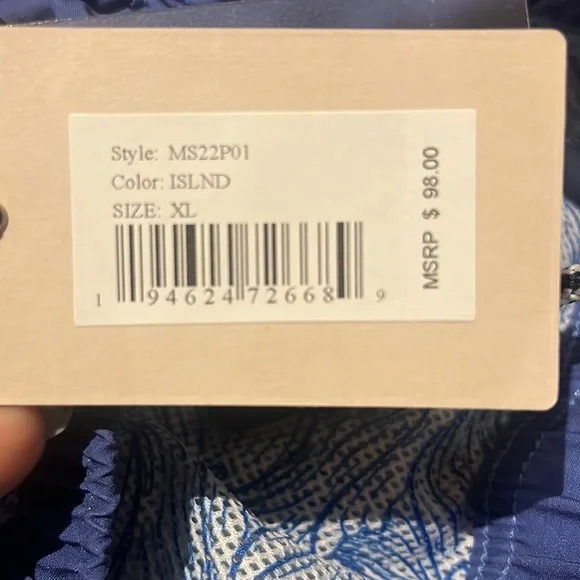 Style: MS22P01
Color: ISLND
SIZE: XL
1 94624 72668 9
MSRP $ 98.00